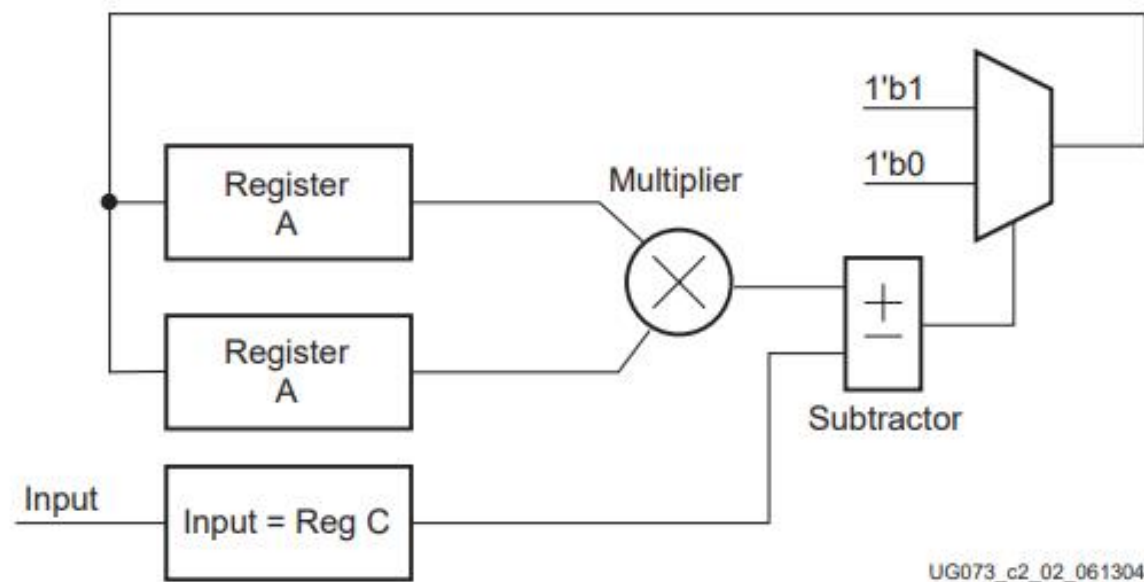 1'b1
1'b0
Register
A
Multiplier
Register
A
Subtractor
Input
Input = Reg C
UG073_c2_02_061304